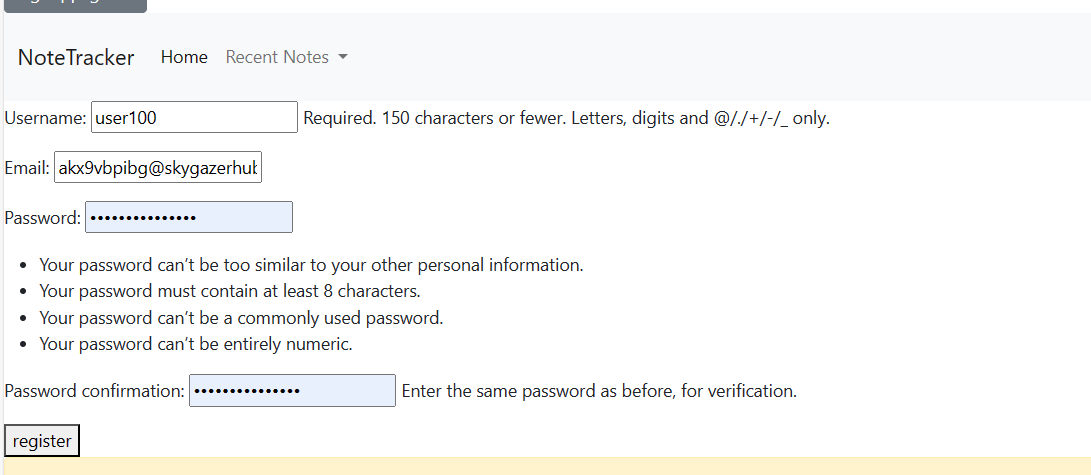 NoteTracker Home Recent Notes
Username: user100 Required. 150 characters or fewer. Letters, digits and @/./+/-/_ only.
Email: akx9vbpibg@skygazerhub
Password: •••••••••••••••
• Your password can’t be too similar to your other personal information.
• Your password must contain at least 8 characters.
• Your password can’t be a commonly used password.
• Your password can’t be entirely numeric.
Password confirmation: ••••••••••••••• Enter the same password as before, for verification.
register